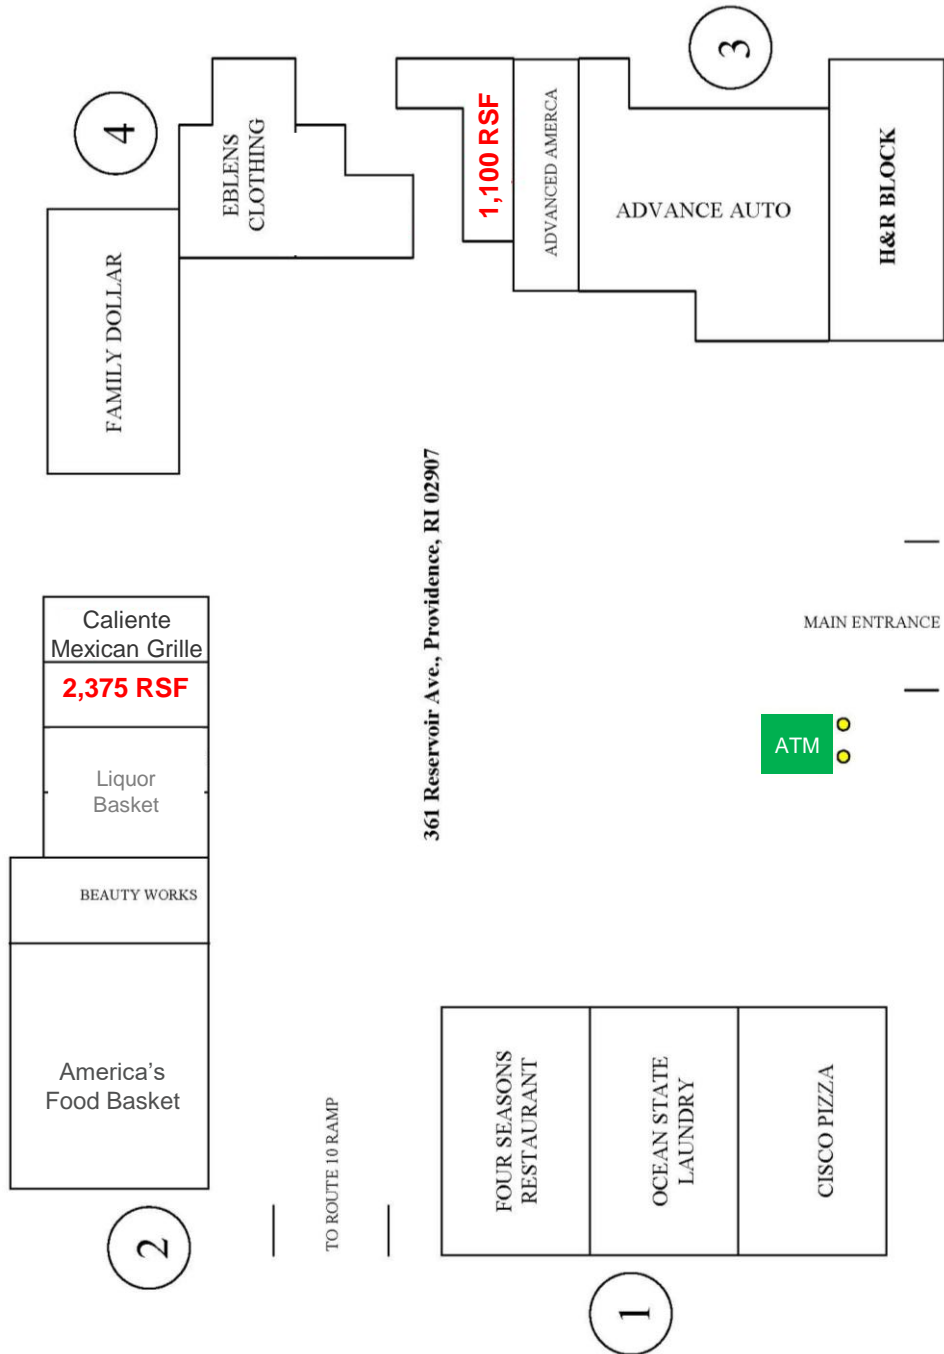 3
4
EBLENS
CLOTHING
1,100 RSF
ADVANCED AMERCA
ADVANCE AUTO
H&R BLOCK
FAMILY DOLLAR
361 Reservoir Ave., Providence, RI 02907
MAIN ENTRANCE
Caliente
Mexican Grille
2,375 RSF
Liquor
Basket
ATM
BEAUTY WORKS
America’s
Food Basket
TO ROUTE 10 RAMP
FOUR SEASONS
RESTAURANT
OCEAN STATE
LAUNDRY
CISCO PIZZA
2
1